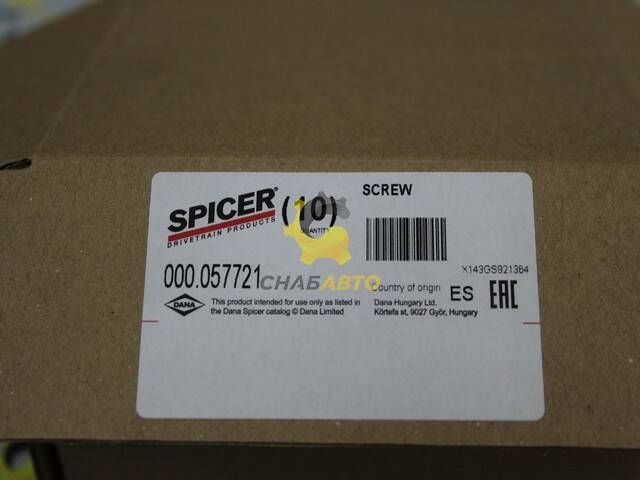 SCREW
SPICER®
DRIVETRAIN PRODUCTS
(10)
QUANTITY
000.057721
СНАБАВТО
X143GS921364
Country of origin
ES
EAC
DANA
This product intended for use only as listed in
the Dana Spicer catalog © Dana Limited
Dana Hungary Ltd.
Körtefa st, 9027 Győr, Hungary